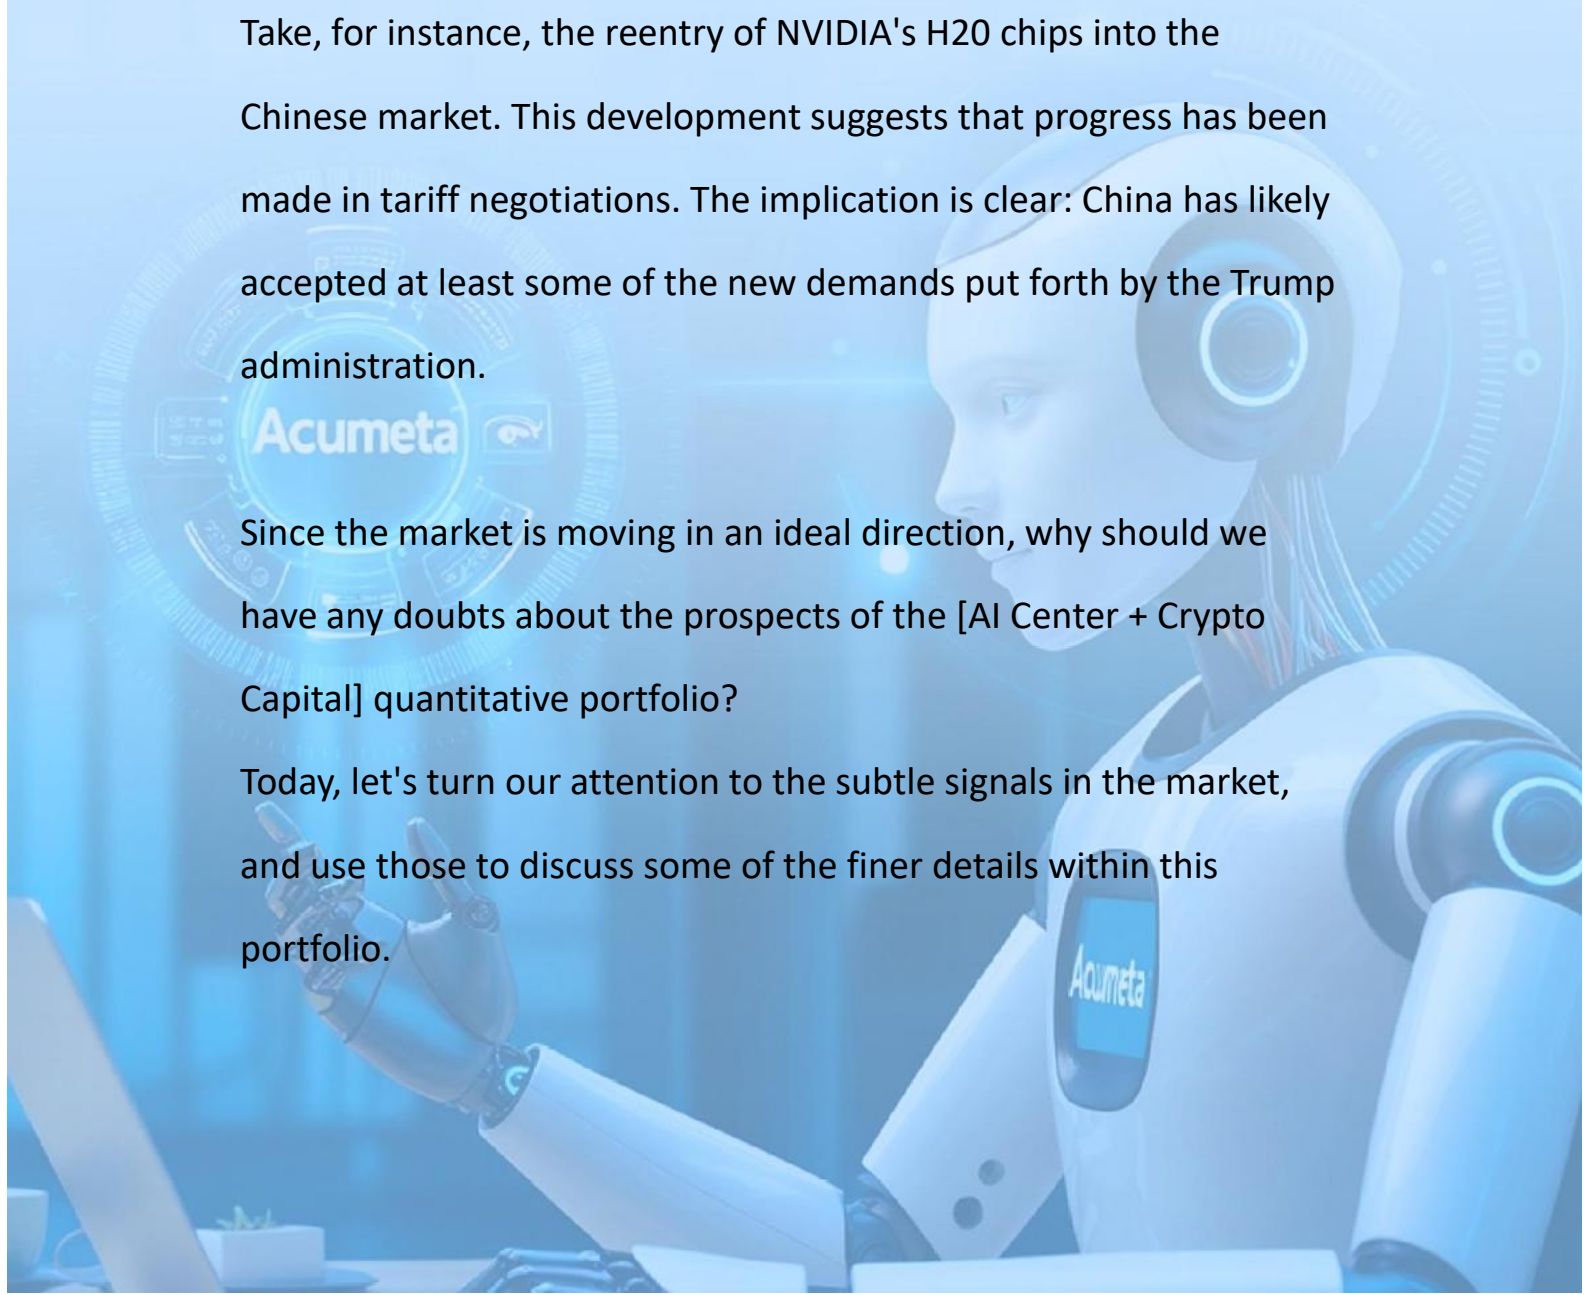 Take, for instance, the reentry of NVIDIA's H20 chips into the
Chinese market. This development suggests that progress has been
made in tariff negotiations. The implication is clear: China has likely
accepted at least some of the new demands put forth by the Trump
administration.
Acumeta
Since the market is moving in an ideal direction, why should we
have any doubts about the prospects of the [AI Center + Crypto
Capital] quantitative portfolio?
Today, let's turn our attention to the subtle signals in the market,
and use those to discuss some of the finer details within this
portfolio.
Acumeta